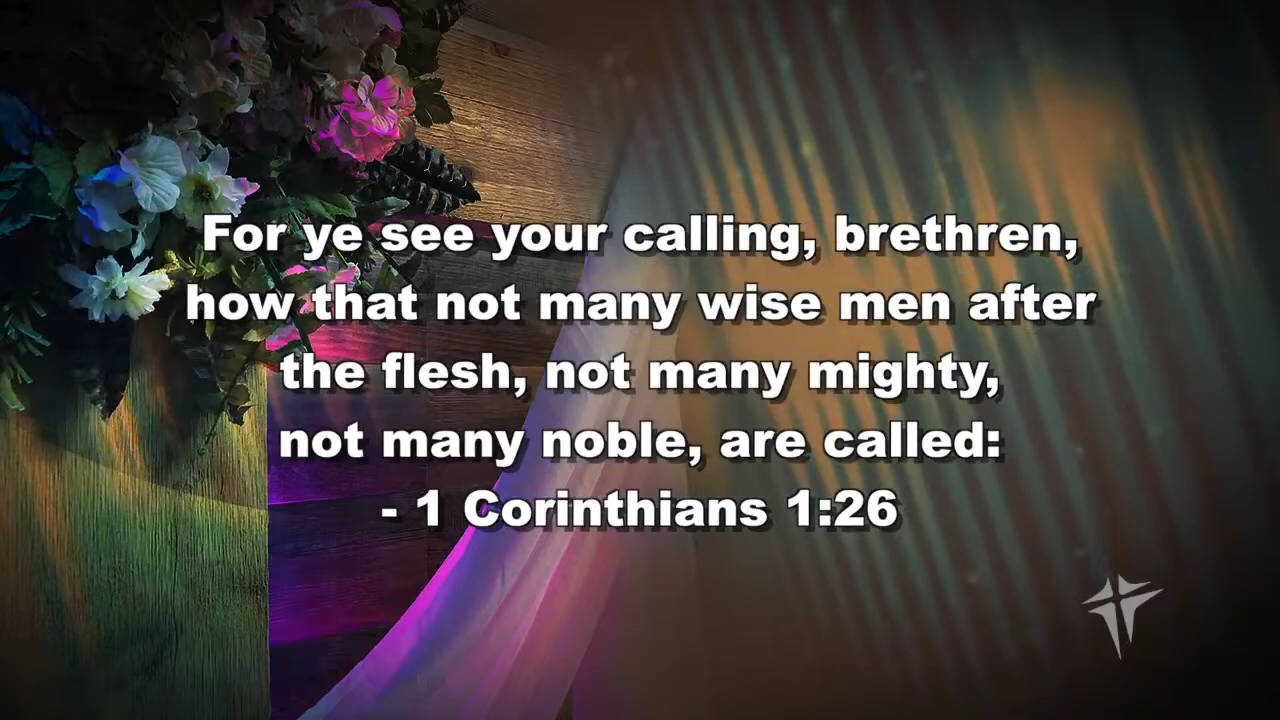 For ye see your calling, brethren,
how that not many wise men after
the flesh, not many mighty,
not many noble, are called:
- 1 Corinthians 1:26